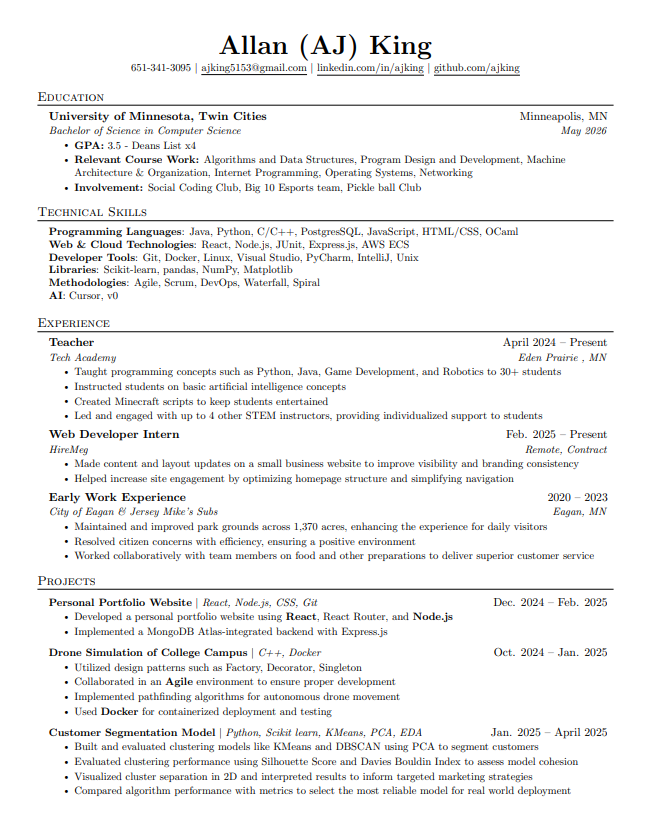 Allan (AJ) King
651-341-3095 | ajking5153@gmail.com | linkedin.com/in/ajking | github.com/ajking
Education
University of Minnesota, Twin Cities Minneapolis, MN
Bachelor of Science in Computer Science May 2026
• GPA: 3.5 - Deans List x4
• Relevant Course Work: Algorithms and Data Structures, Program Design and Development, Machine
Architecture & Organization, Internet Programming, Operating Systems, Networking
• Involvement: Social Coding Club, Big 10 Esports team, Pickle ball Club
Technical Skills
Programming Languages: Java, Python, C/C++, PostgresSQL, JavaScript, HTML/CSS, OCaml
Web & Cloud Technologies: React, Node.js, JUnit, Express.js, AWS ECS
Developer Tools: Git, Docker, Linux, Visual Studio, PyCharm, IntelliJ, Unix
Libraries: Scikit-learn, pandas, NumPy, Matplotlib
Methodologies: Agile, Scrum, DevOps, Waterfall, Spiral
AI: Cursor, v0
Experience
Teacher April 2024 – Present
Tech Academy Eden Prairie , MN
• Taught programming concepts such as Python, Java, Game Development, and Robotics to 30+ students
• Instructed students on basic artificial intelligence concepts
• Created Minecraft scripts to keep students entertained
• Led and engaged with up to 4 other STEM instructors, providing individualized support to students
Web Developer Intern Feb. 2025 – Present
HireMeg Remote, Contract
• Made content and layout updates on a small business website to improve visibility and branding consistency
• Helped increase site engagement by optimizing homepage structure and simplifying navigation
Early Work Experience 2020 – 2023
City of Eagan & Jersey Mike's Subs Eagan, MN
• Maintained and improved park grounds across 1,370 acres, enhancing the experience for daily visitors
• Resolved citizen concerns with efficiency, ensuring a positive environment
• Worked collaboratively with team members on food and other preparations to deliver superior customer service
Projects
Personal Portfolio Website | React, Node.js, CSS, Git Dec. 2024 – Feb. 2025
• Developed a personal portfolio website using React, React Router, and Node.js
• Implemented a MongoDB Atlas-integrated backend with Express.js
Drone Simulation of College Campus | C++, Docker Oct. 2024 – Jan. 2025
• Utilized design patterns such as Factory, Decorator, Singleton
• Collaborated in an Agile environment to ensure proper development
• Implemented pathfinding algorithms for autonomous drone movement
• Used Docker for containerized deployment and testing
Customer Segmentation Model | Python, Scikit learn, KMeans, PCA, EDA Jan. 2025 – April 2025
• Built and evaluated clustering models like KMeans and DBSCAN using PCA to segment customers
• Evaluated clustering performance using Silhouette Score and Davies Bouldin Index to assess model cohesion
• Visualized cluster separation in 2D and interpreted results to inform targeted marketing strategies
• Compared algorithm performance with metrics to select the most reliable model for real world deployment